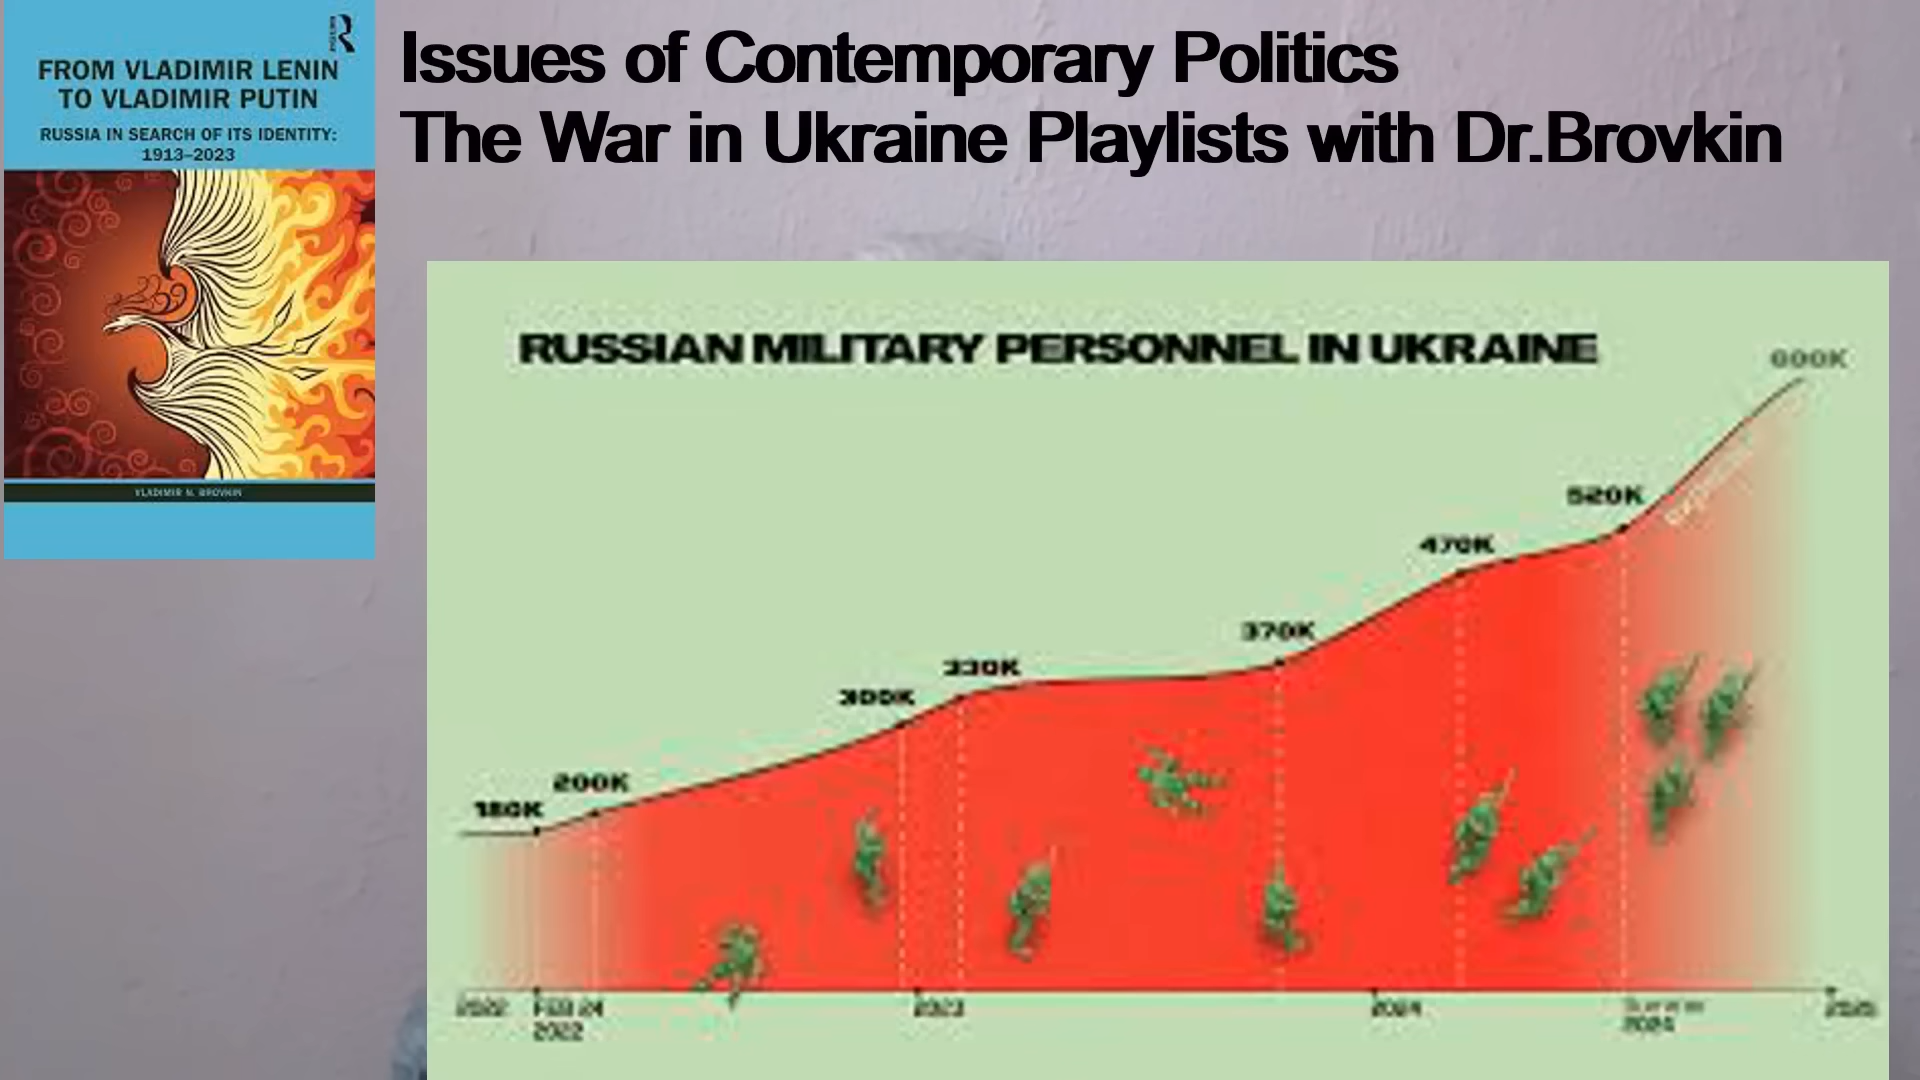 FROM VLADIMIR LENIN
TO VLADIMIR PUTIN
RUSSIA IN SEARCH OF ITS IDENTITY:
1913–2023
VLADIMIR N. BROVKIN
Issues of Contemporary Politics
The War in Ukraine Playlists with Dr.Brovkin
RUSSIAN MILITARY PERSONNEL IN UKRAINE
600K
520K
470K
370K
330K
300K
200K
180K
2022
FEB 24
2022
2023
2024
Summer
2024
2025